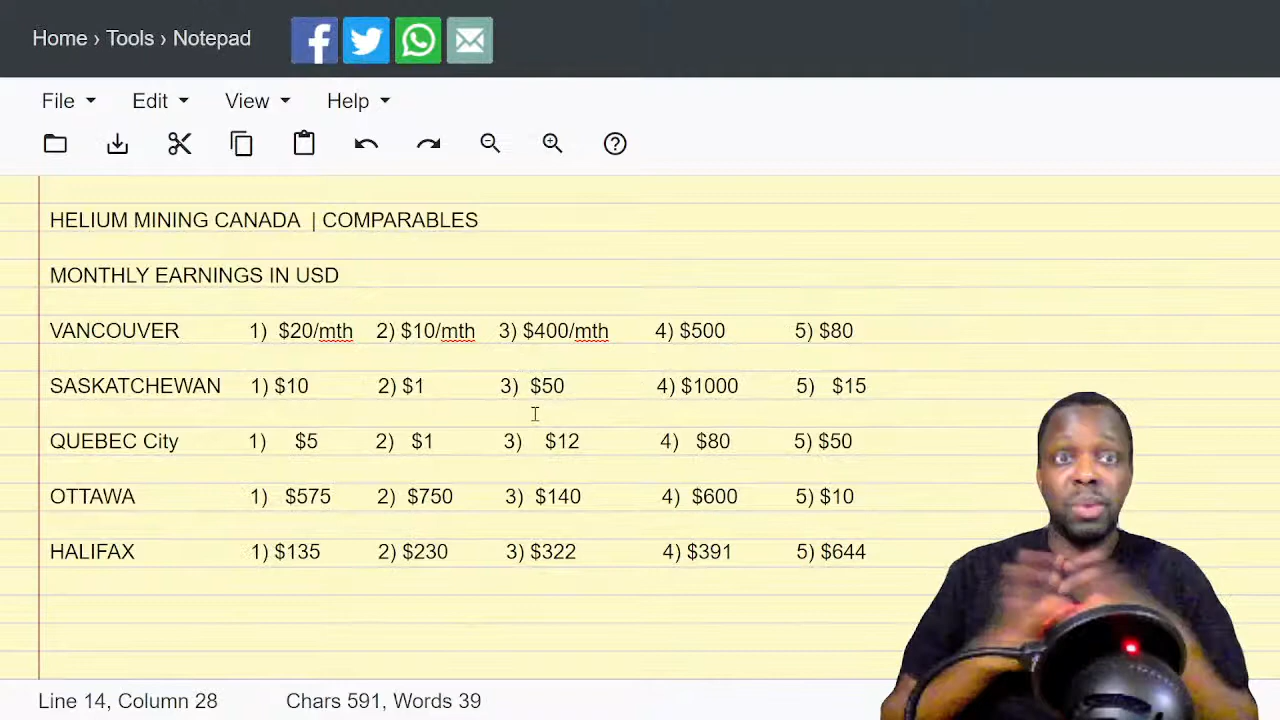 Home › Tools › Notepad
File Edit View Help
HELIUM MINING CANADA | COMPARABLES
MONTHLY EARNINGS IN USD
VANCOUVER 1) $20/mth 2) $10/mth 3) $400/mth 4) $500 5) $80
SASKATCHEWAN 1) $10 2) $1 3) $50 4) $1000 5) $15
QUEBEC City 1) $5 2) $1 3) $12 4) $80 5) $50
OTTAWA 1) $575 2) $750 3) $140 4) $600 5) $10
HALIFAX 1) $135 2) $230 3) $322 4) $391 5) $644
Line 14, Column 28 Chars 591, Words 39